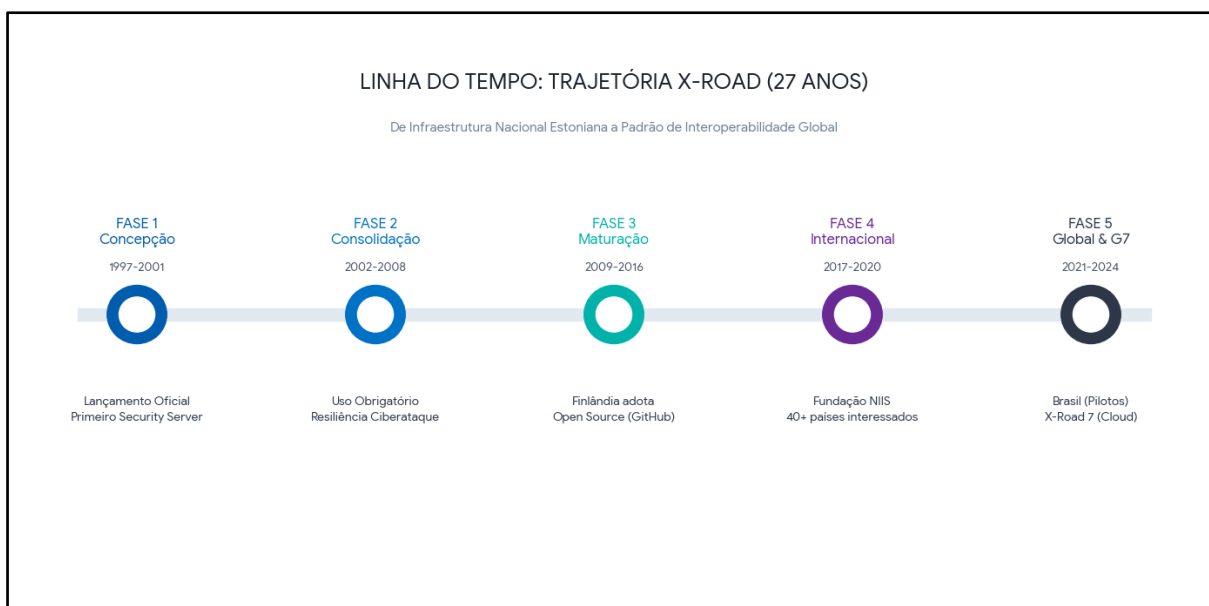 LINHA DO TEMPO: TRAJETÓRIA X-ROAD (27 ANOS)
De Infraestrutura Nacional Estoniana a Padrão de Interoperabilidade Global
FASE 1
Concepção
1997-2001
Lançamento Oficial
Primeiro Security Server
FASE 2
Consolidação
2002-2008
Uso Obrigatório
Resiliência Ciberataque
FASE 3
Maturação
2009-2016
Finlândia adota
Open Source (GitHub)
FASE 4
Internacional
2017-2020
Fundação NIIS
40+ países interessados
FASE 5
Global & G7
2021-2024
Brasil (Pilotos)
X-Road 7 (Cloud)